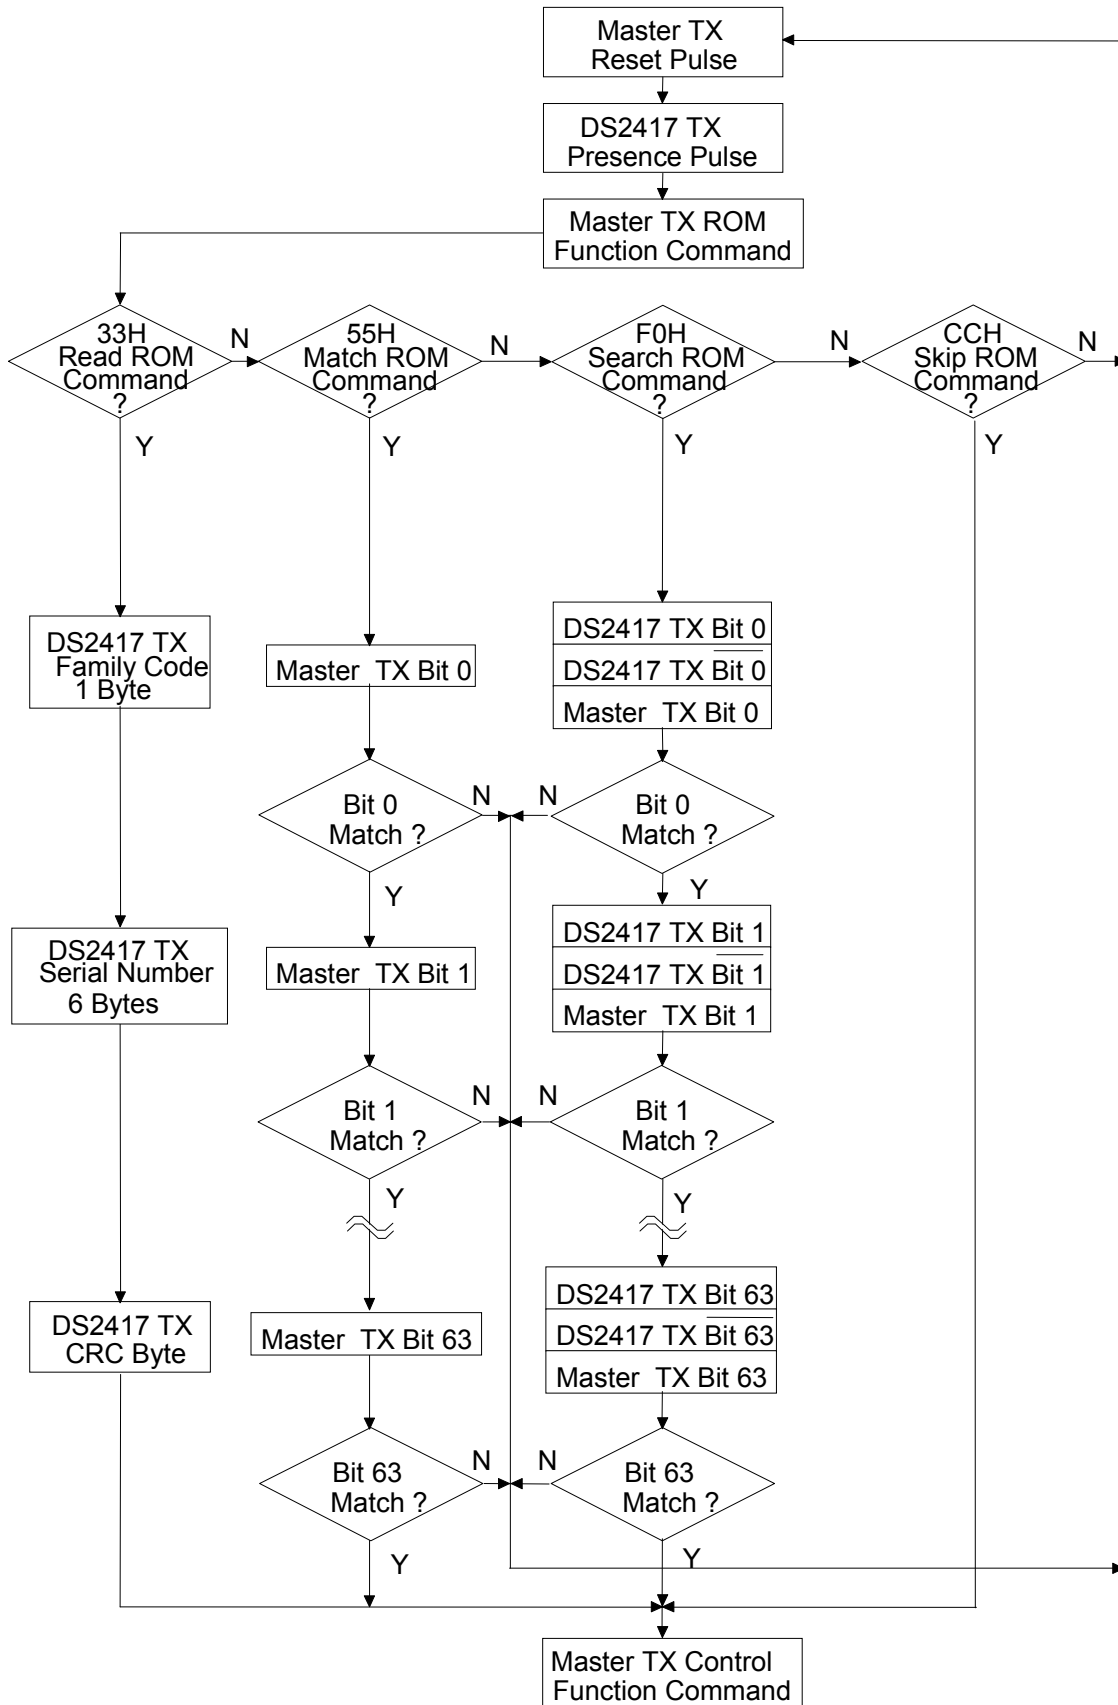 Master TX
Reset Pulse
DS2417 TX
Presence Pulse
Master TX ROM
Function Command
33H
Read ROM
Command
?
N
Y
55H
Match ROM
Command
?
N
Y
F0H
Search ROM
Command
?
N
Y
CCH
Skip ROM
Command
?
N
Y
DS2417 TX
Family Code
1 Byte
Master TX Bit 0
DS2417 TX Bit 0
DS2417 TX Bit 0
Master TX Bit 0
Bit 0
Match ?
N
Y
N
Bit 0
Match ?
Y
DS2417 TX
Serial Number
6 Bytes
Master TX Bit 1
DS2417 TX Bit 1
DS2417 TX Bit 1
Master TX Bit 1
Bit 1
Match ?
N
Y
N
Bit 1
Match ?
Y
DS2417 TX
CRC Byte
Master TX Bit 63
DS2417 TX Bit 63
DS2417 TX Bit 63
Master TX Bit 63
Bit 63
Match ?
N
Y
N
Bit 63
Match ?
Y
Master TX Control
Function Command